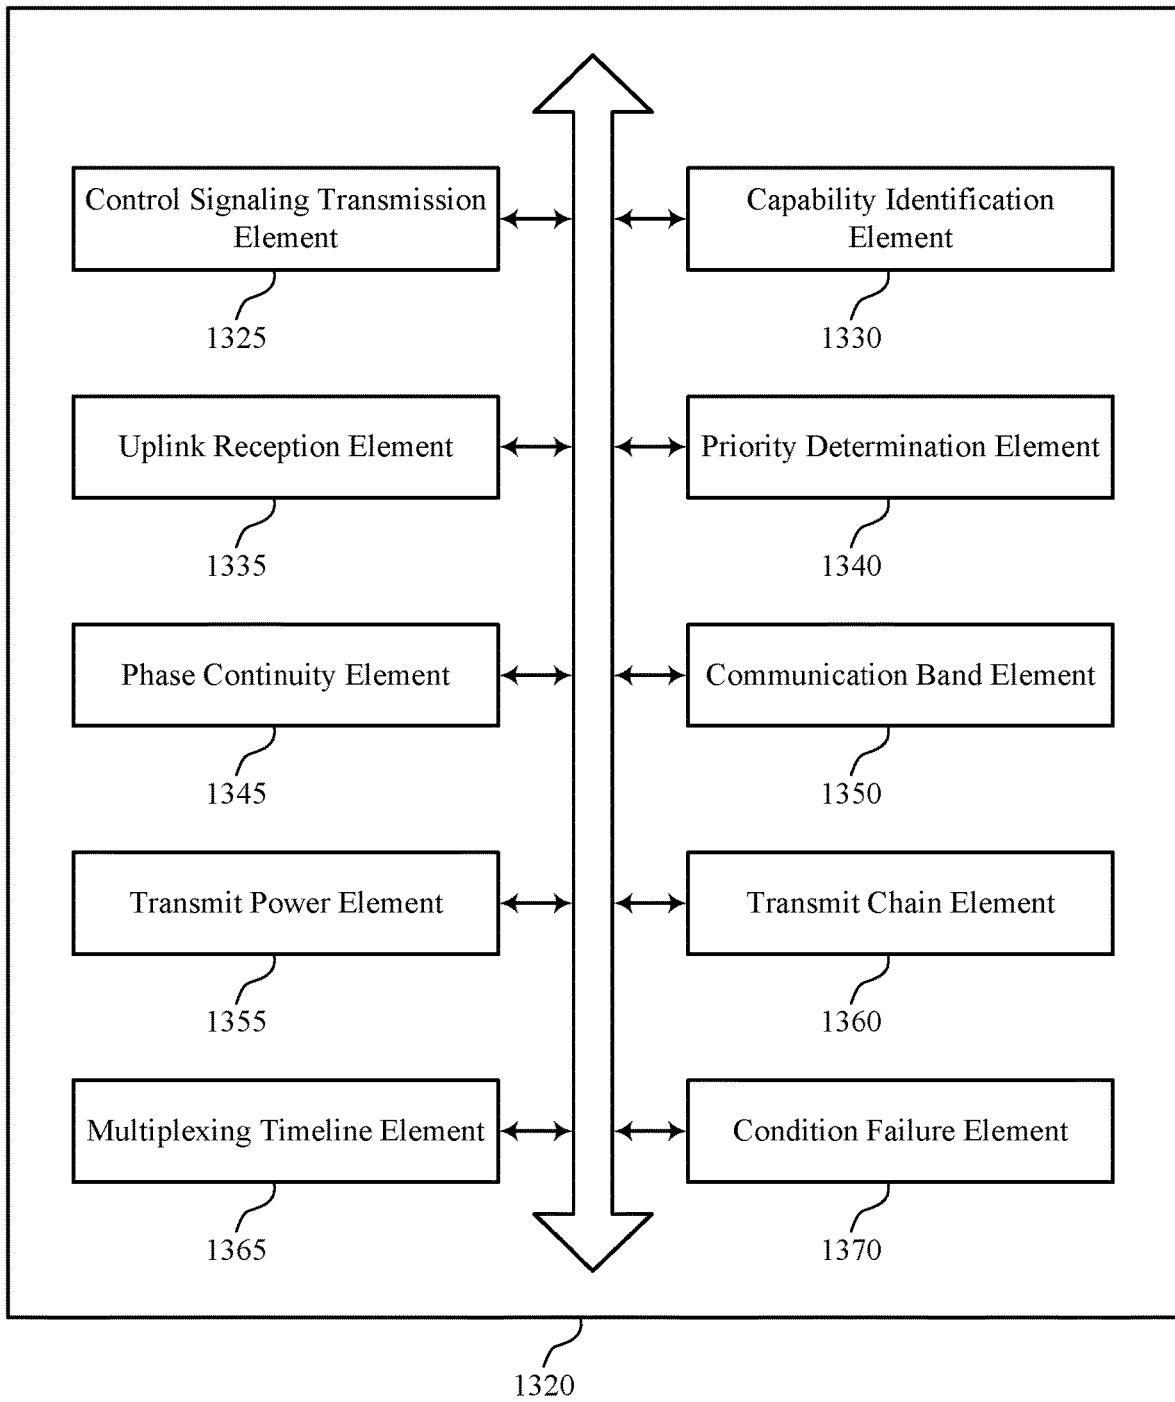 Control Signaling Transmission
Element
1325
Capability Identification
Element
1330
Uplink Reception Element
1335
Priority Determination Element
1340
Phase Continuity Element
1345
Communication Band Element
1350
Transmit Power Element
1355
Transmit Chain Element
1360
Multiplexing Timeline Element
1365
Condition Failure Element
1370
1320